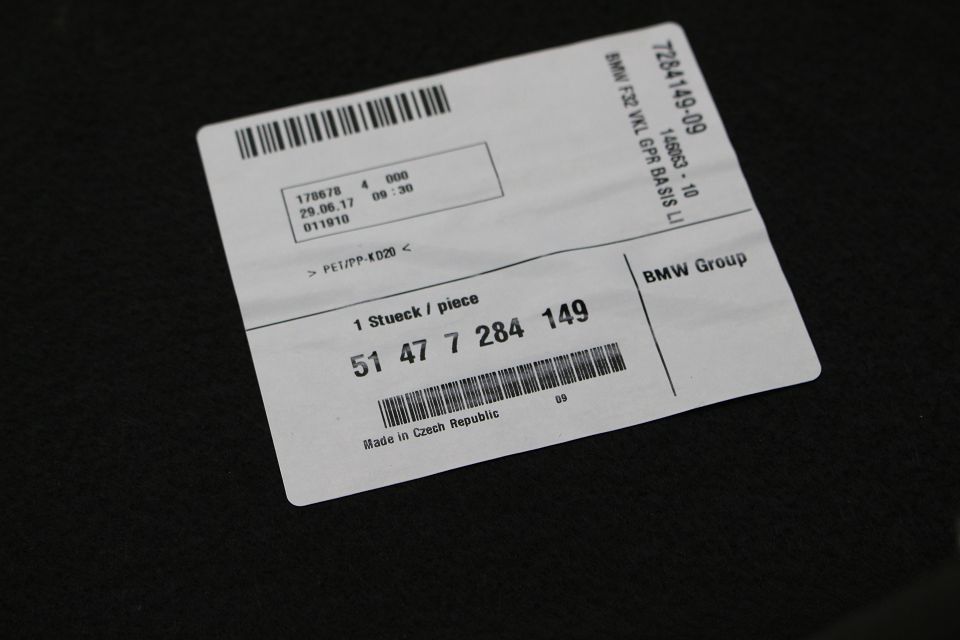 7284149-09
146063 - 10
BMW F32 VKL GPR BASIS LI
178678 4 000
29.06.17 09:30
011910
> PET/PP-KD20 <
1 Stueck / piece
51 47 7 284 149
Made in Czech Republic 09
BMW Group